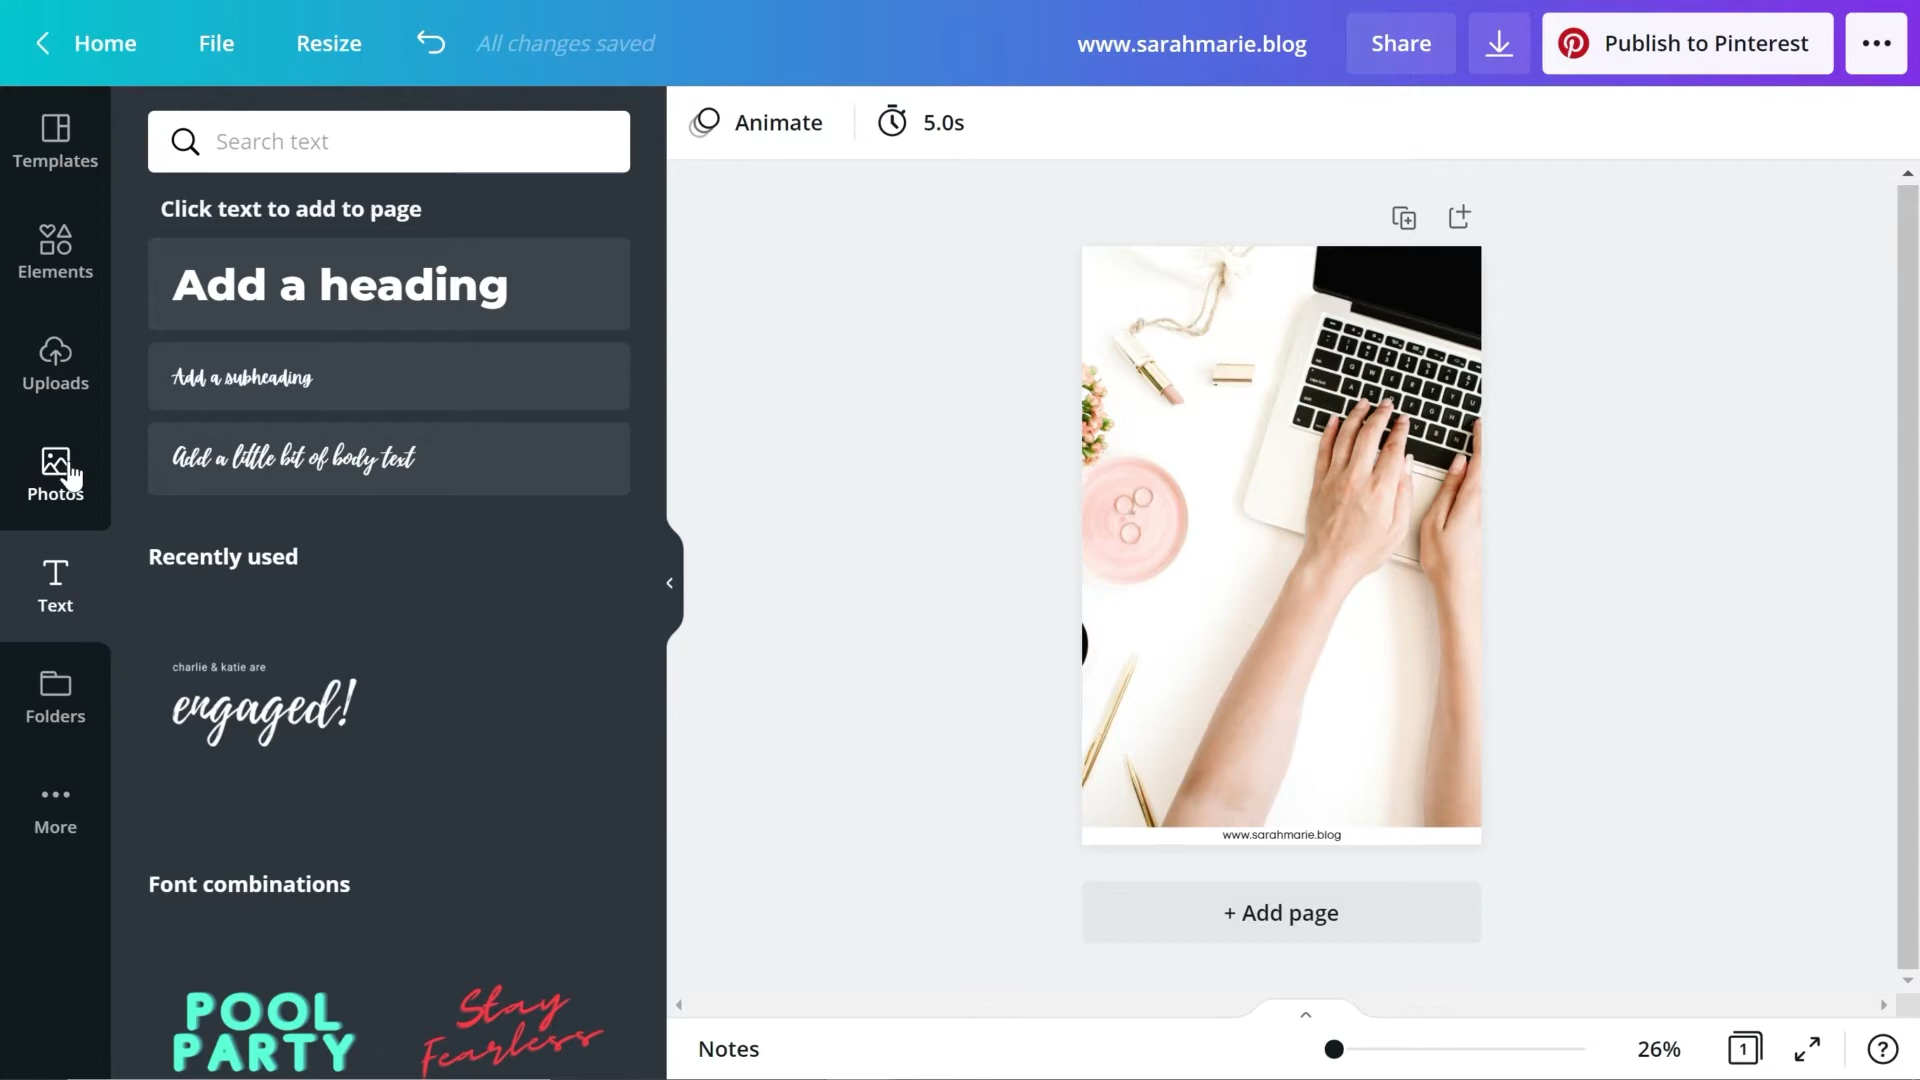 Home
File
Resize
All changes saved
www.sarahmarie.blog
Share
Publish to Pinterest
Templates
Elements
Uploads
Photos
Text
Folders
More
Search text
Click text to add to page
Add a heading
Add a subheading
Add a little bit of body text
Recently used
charlie & katie are
engaged!
Font combinations
POOL
PARTY
Stay
Fearless
Animate
5.0s
www.sarahmarie.blog
+ Add page
Notes
26%
1
?